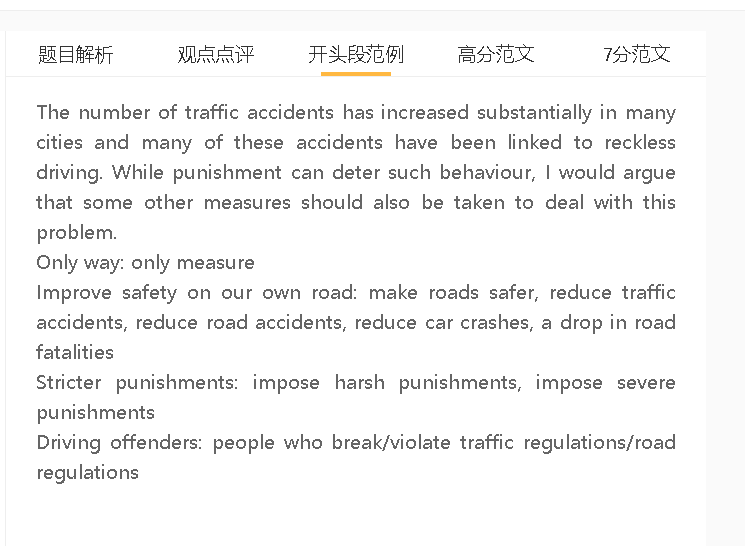 题目解析 观点点评 开头段范例 高分范文 7分范文
The number of traffic accidents has increased substantially in many
cities and many of these accidents have been linked to reckless
driving. While punishment can deter such behaviour, I would argue
that some other measures should also be taken to deal with this
problem.
Only way: only measure
Improve safety on our own road: make roads safer, reduce traffic
accidents, reduce road accidents, reduce car crashes, a drop in road
fatalities
Stricter punishments: impose harsh punishments, impose severe
punishments
Driving offenders: people who break/violate traffic regulations/road
regulations